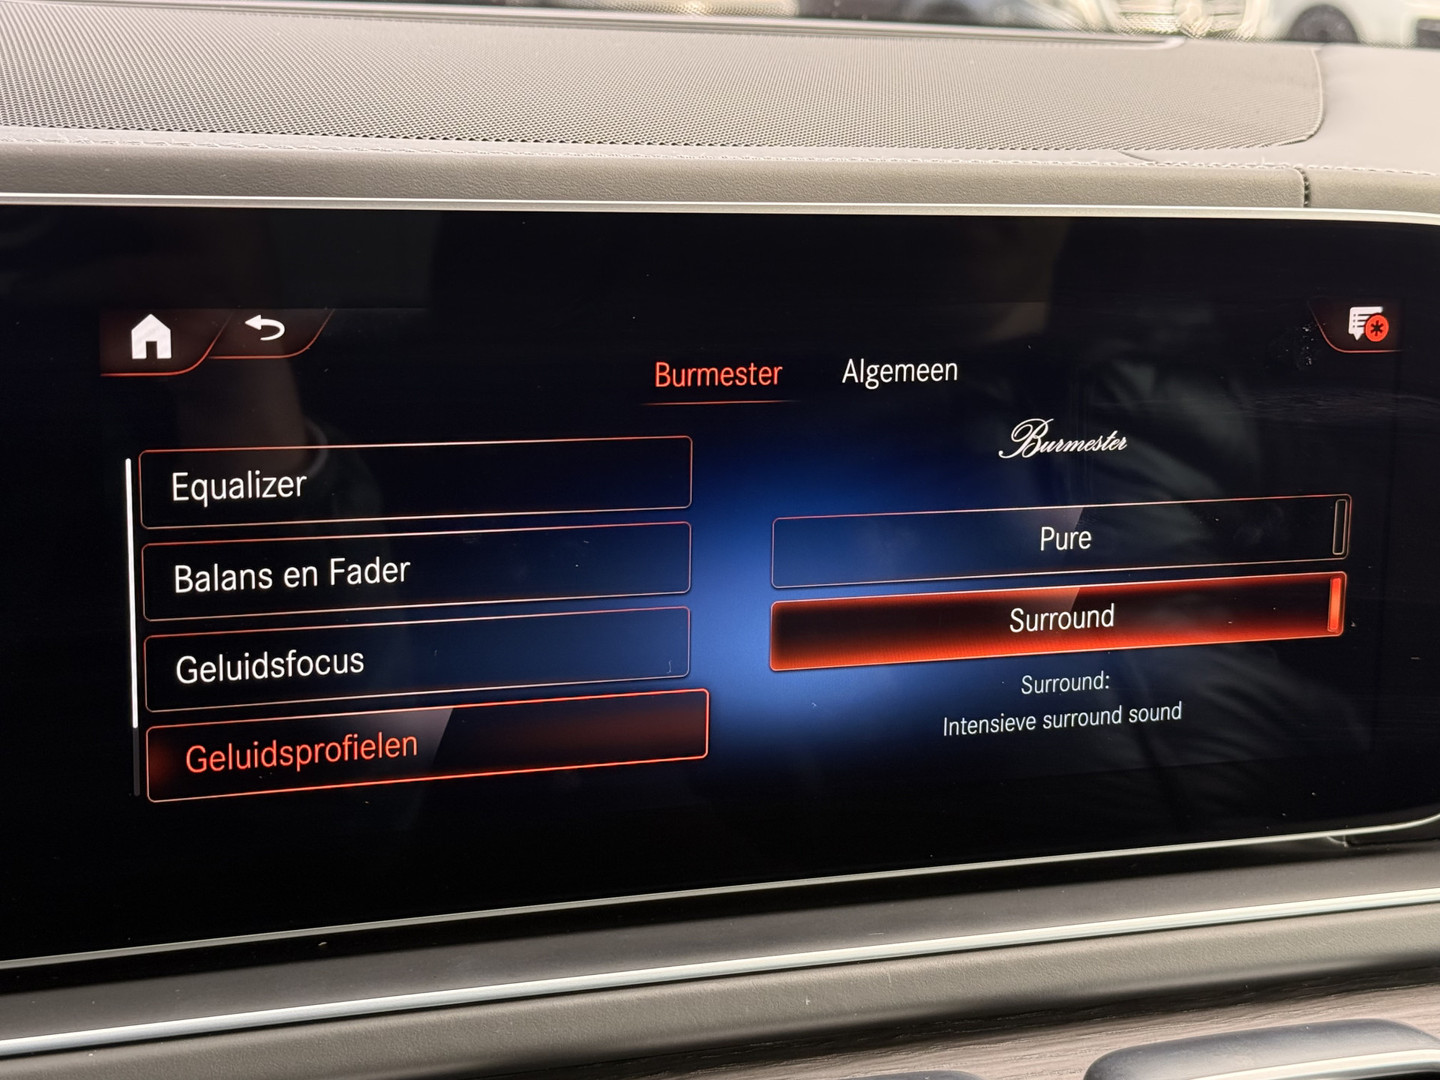 Burmester
Algemeen
Burmester
Equalizer
Balans en Fader
Geluidsfocus
Geluidsprofielen
Pure
Surround
Surround:
Intensieve surround sound